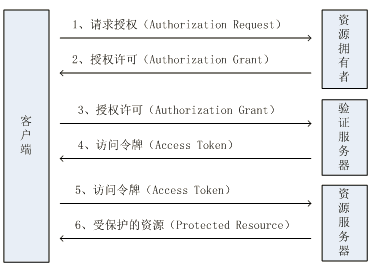 客户端
1、请求授权（Authorization Request）
2、授权许可（Authorization Grant）
资源拥有者
3、授权许可（Authorization Grant）
4、访问令牌（Access Token）
验证服务器
5、访问令牌（Access Token）
6、受保护的资源（Protected Resource）
资源服务器